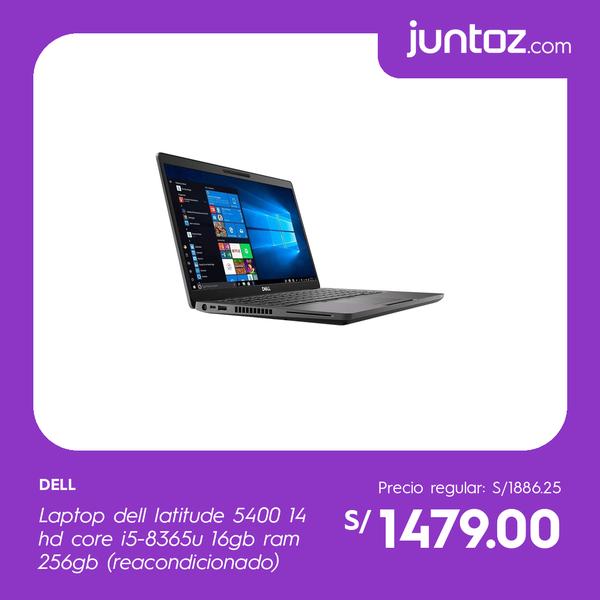 juntoz.com
DELL
DELL
Laptop dell latitude 5400 14
hd core i5-8365u 16gb ram
256gb (reacondicionado)
Precio regular: S/1886.25
S/1479.00